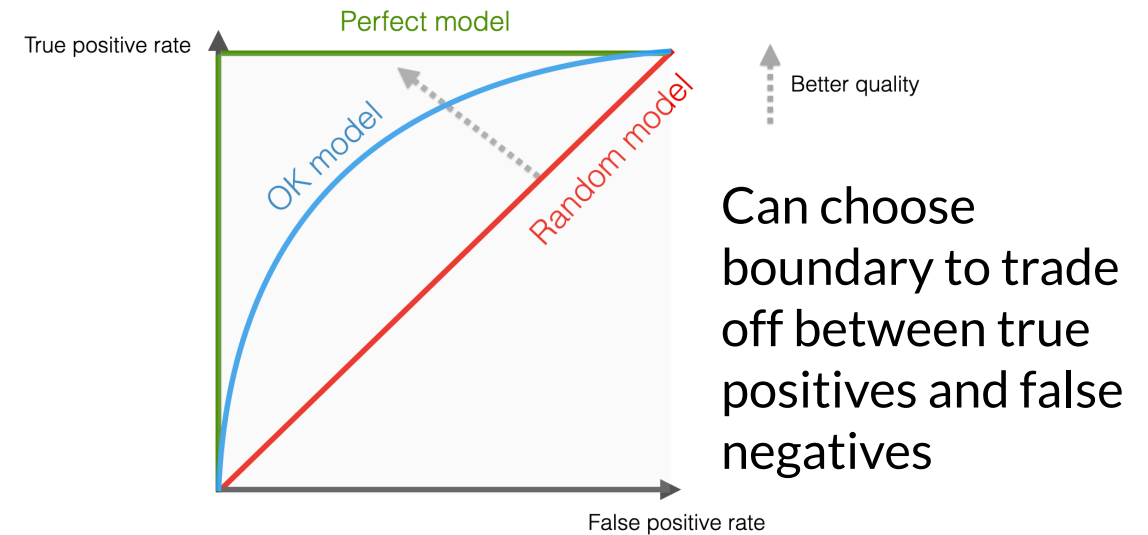 Perfect model
True positive rate
Better quality
OK model
Random model
Can choose
boundary to trade
off between true
positives and false
negatives
False positive rate